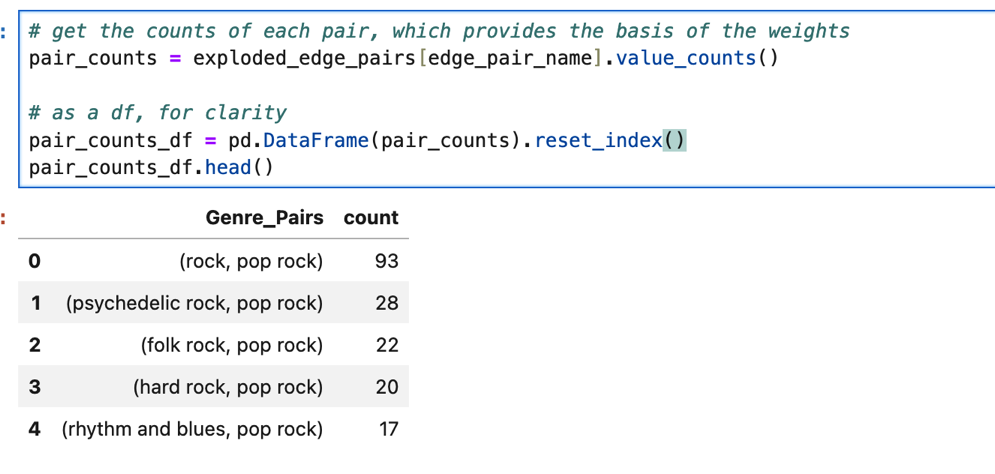 # get the counts of each pair, which provides the basis of the weights
pair_counts = exploded_edge_pairs[edge_pair_name].value_counts()
# as a df, for clarity
pair_counts_df = pd.DataFrame(pair_counts).reset_index()
pair_counts_df.head()
Genre_Pairs count
0 (rock, pop rock) 93
1 (psychedelic rock, pop rock) 28
2 (folk rock, pop rock) 22
3 (hard rock, pop rock) 20
4 (rhythm and blues, pop rock) 17